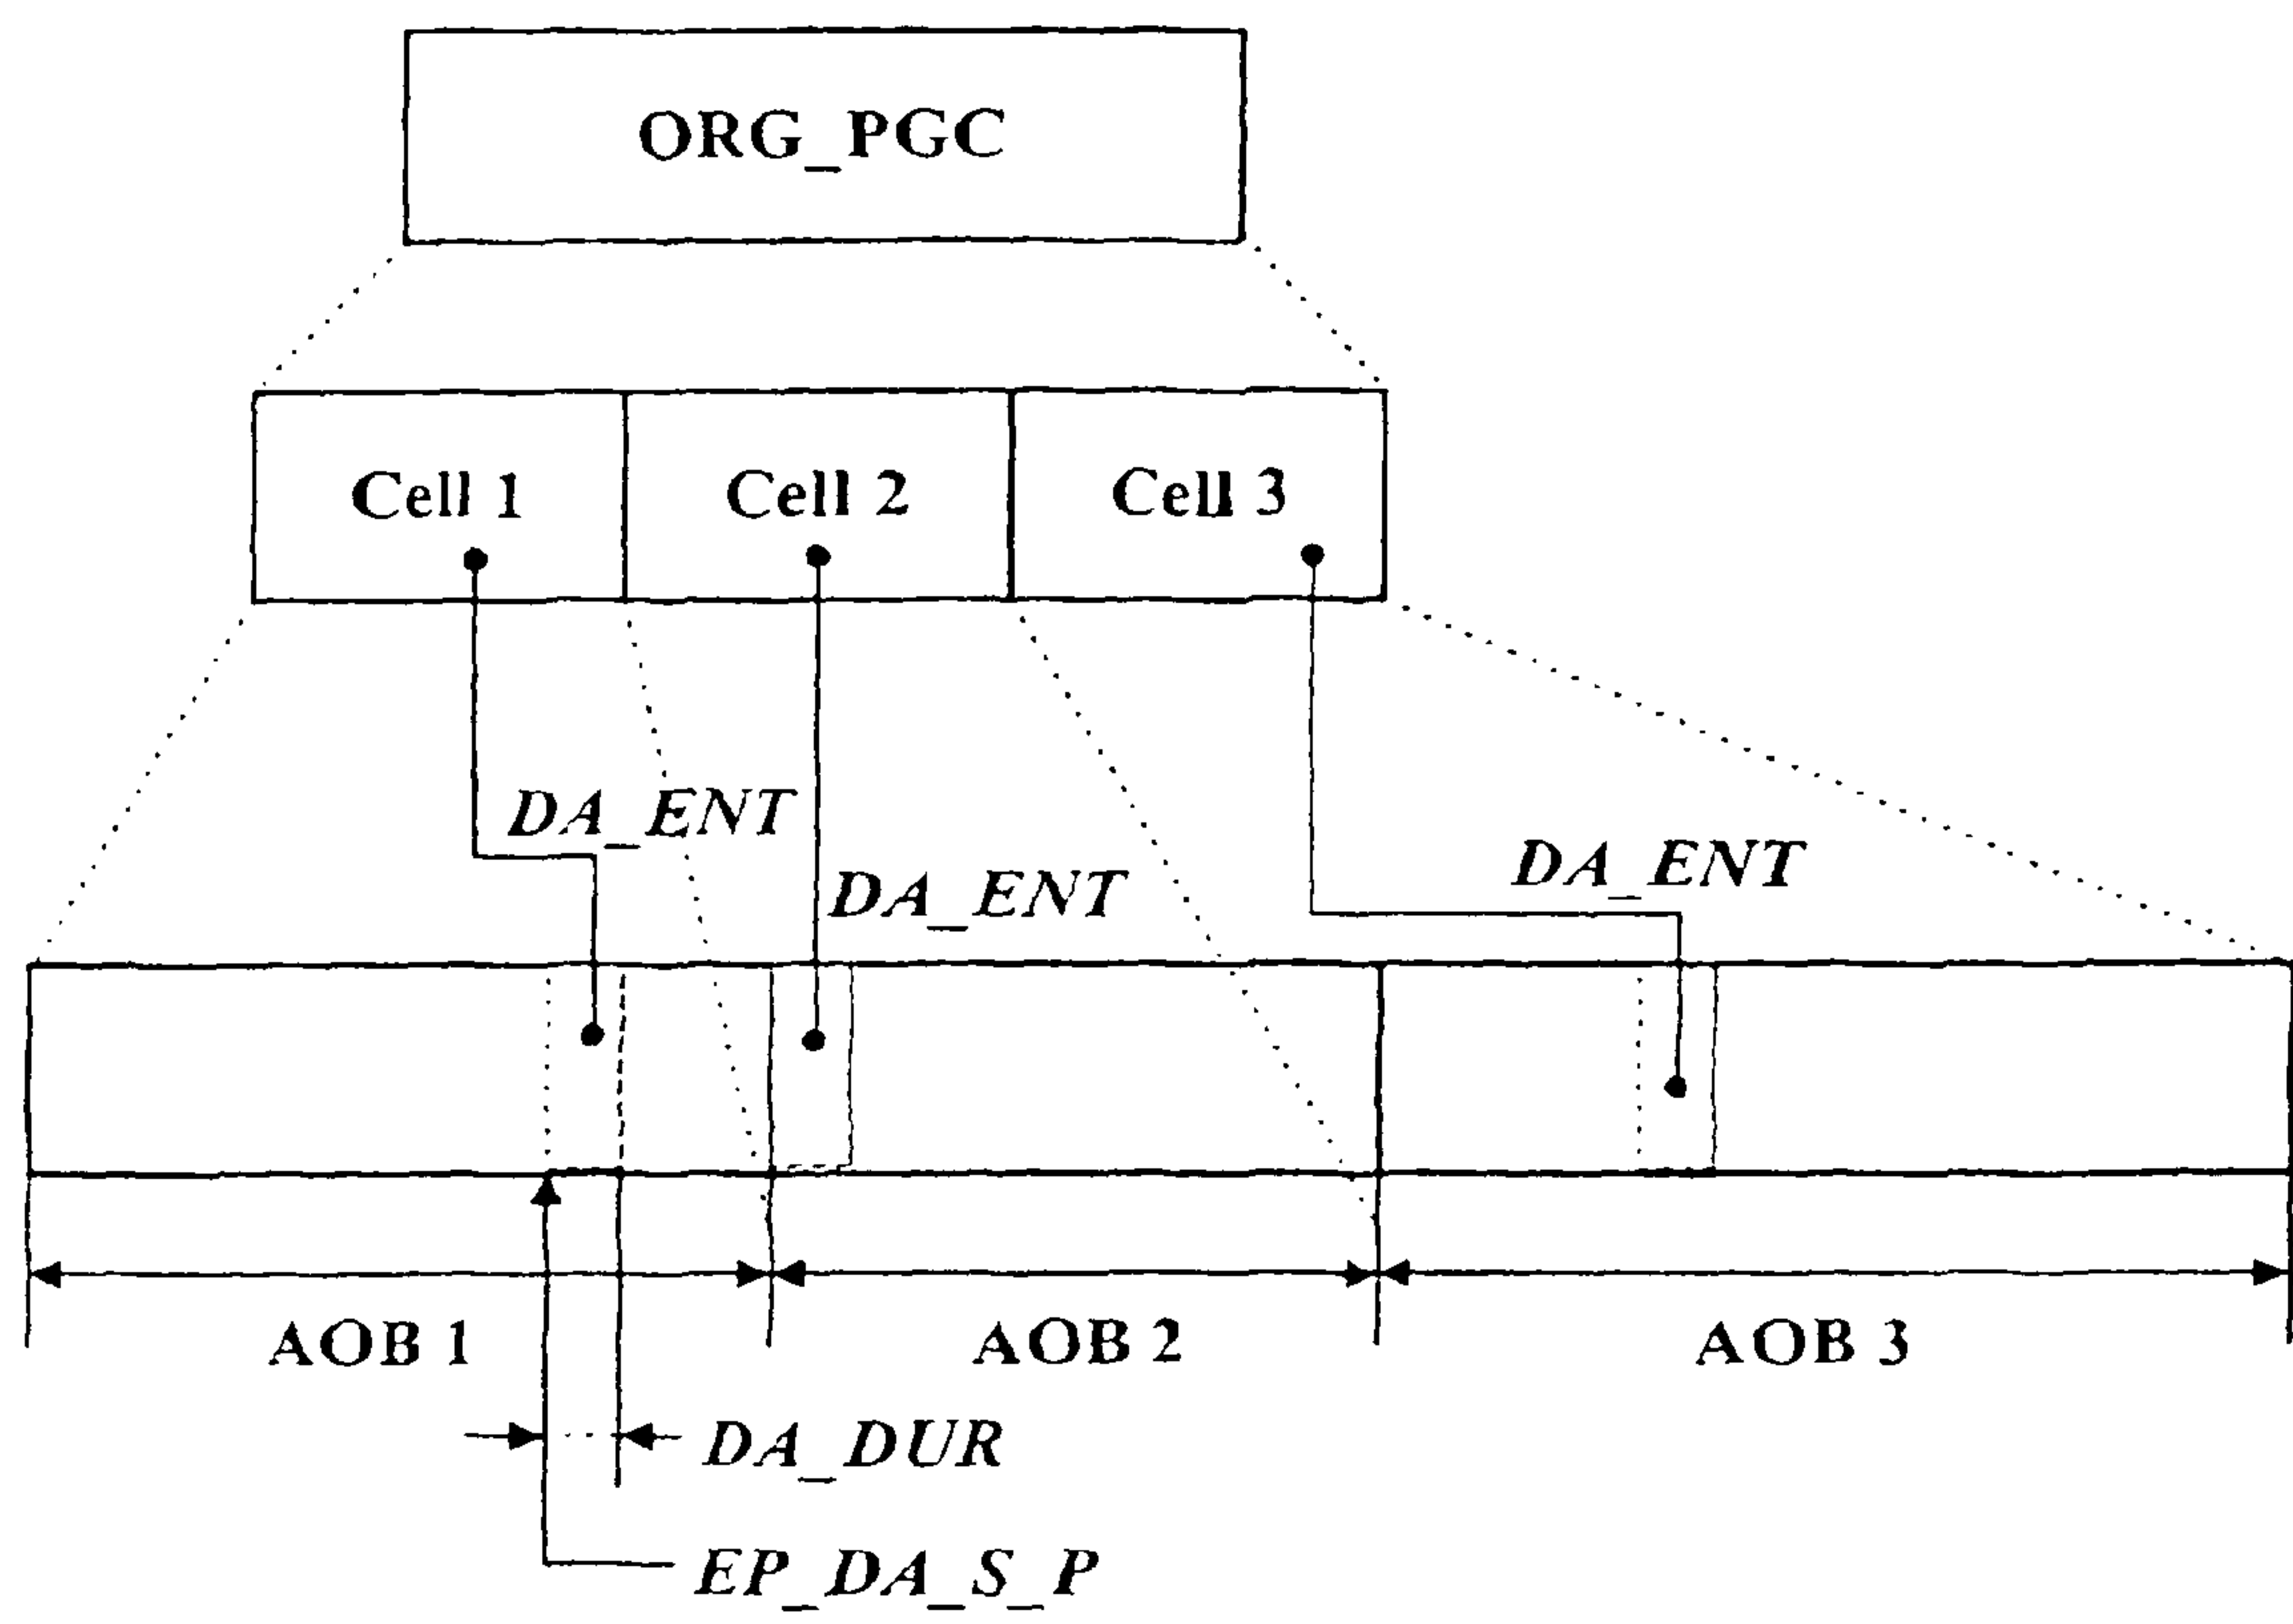 ORG_PGC
Cell 1 Cell 2 Cell 3
DA_ENT
DA_ENT
DA_ENT
AOB 1 AOB 2 AOB 3
DA_DUR
EP_DA_S_P